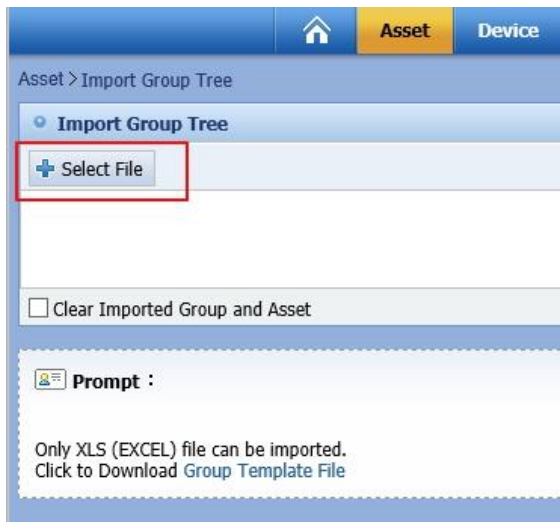 Asset Device
Asset > Import Group Tree
Import Group Tree
Select File
Clear Imported Group and Asset
Prompt :
Only XLS (EXCEL) file can be imported.
Click to Download Group Template File